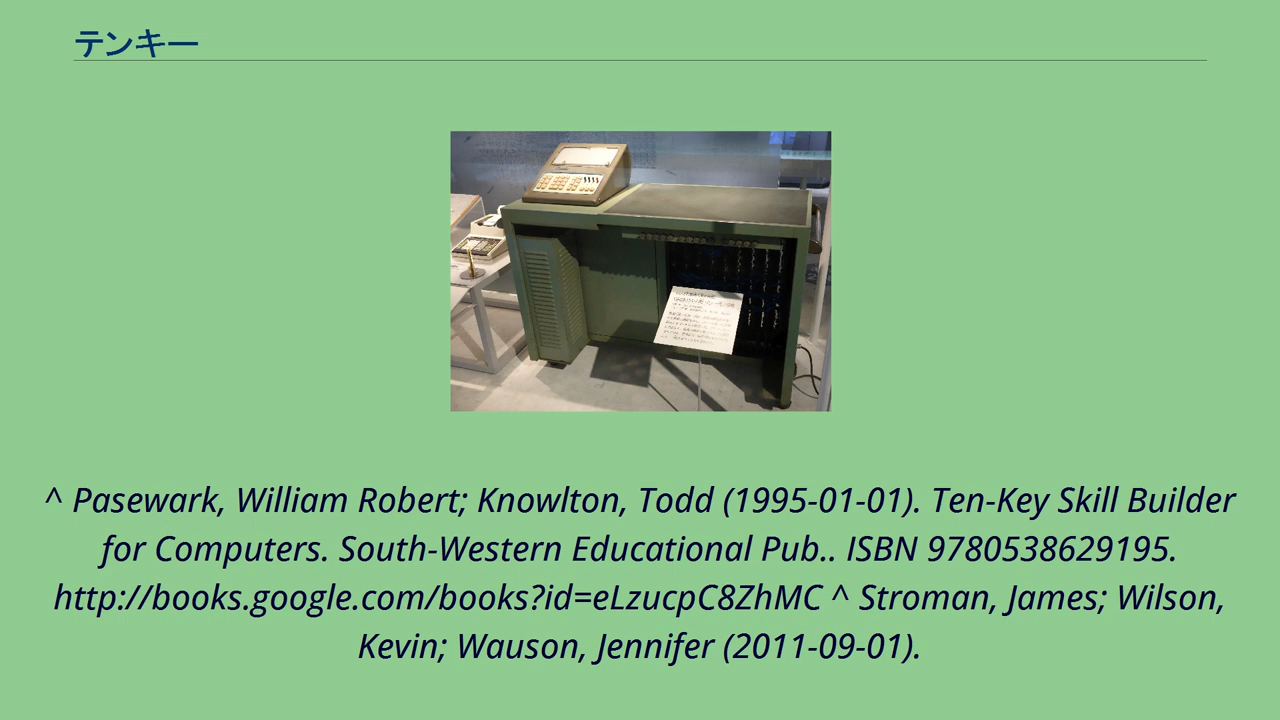 テンキー
^ Pasewark, William Robert; Knowlton, Todd (1995-01-01). Ten-Key Skill Builder
for Computers. South-Western Educational Pub.. ISBN 9780538629195.
http://books.google.com/books?id=eLzucpC8ZhMC ^ Stroman, James; Wilson,
Kevin; Wauson, Jennifer (2011-09-01).